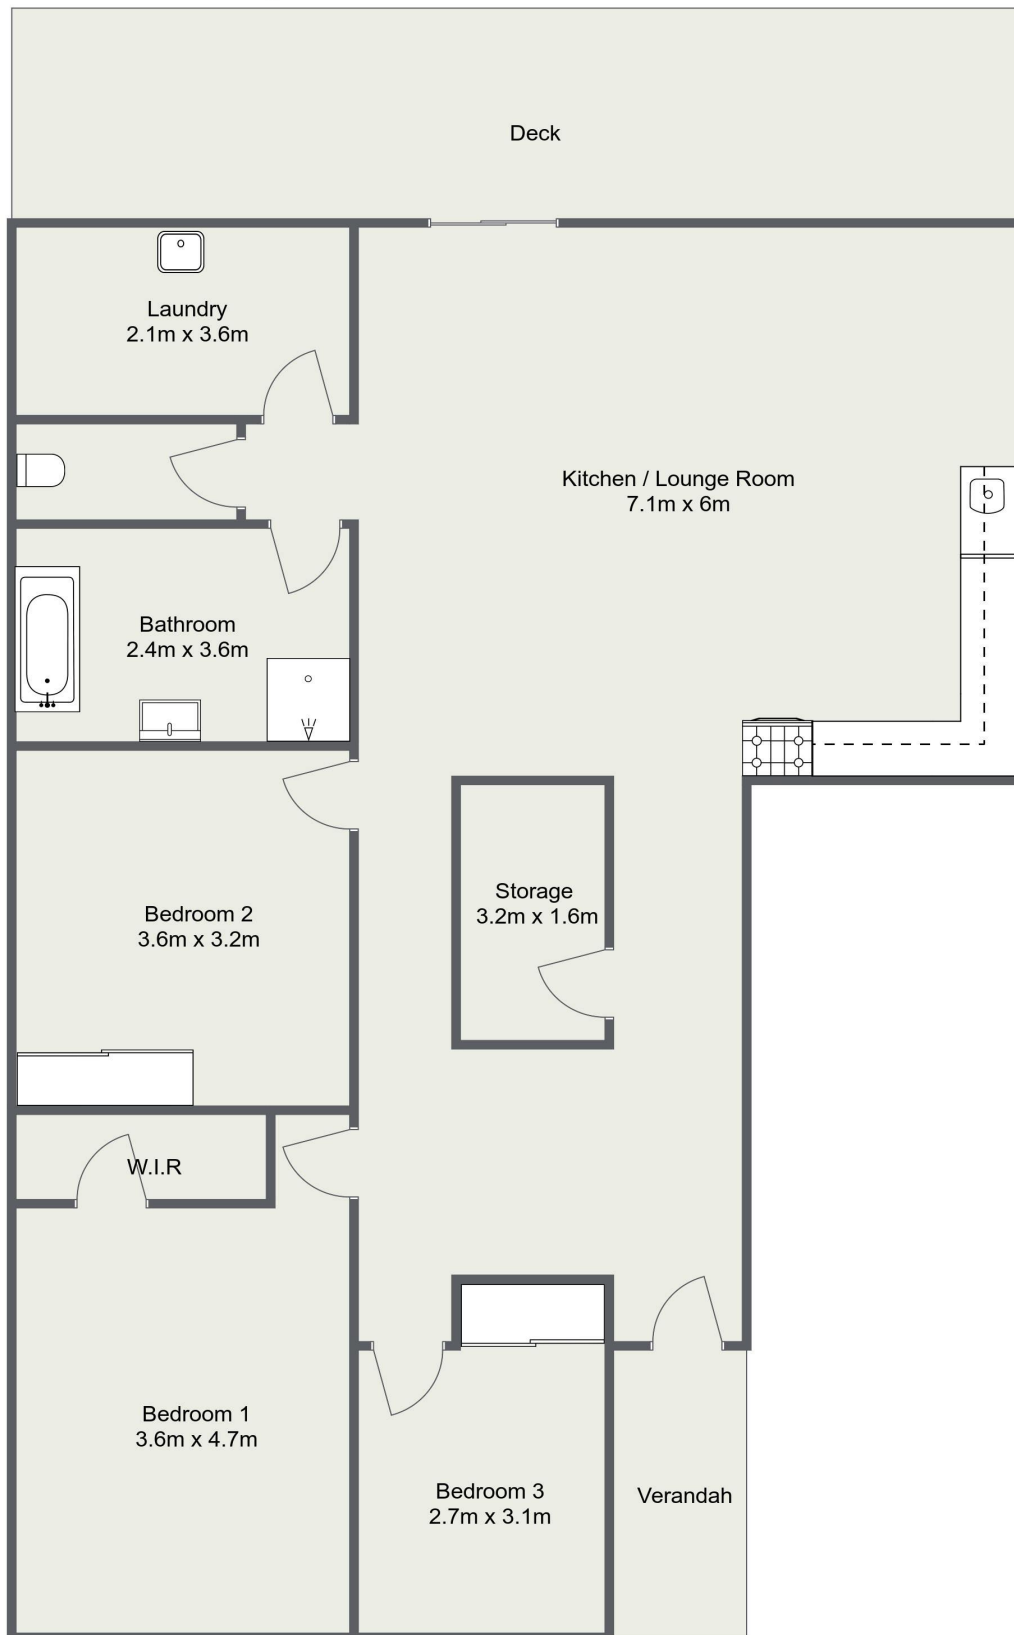 Deck
Laundry
2.1m x 3.6m
Kitchen / Lounge Room
7.1m x 6m
Bathroom
2.4m x 3.6m
Storage
3.2m x 1.6m
Bedroom 2
3.6m x 3.2m
W.I.R
Bedroom 1
3.6m x 4.7m
Bedroom 3
2.7m x 3.1m
Verandah